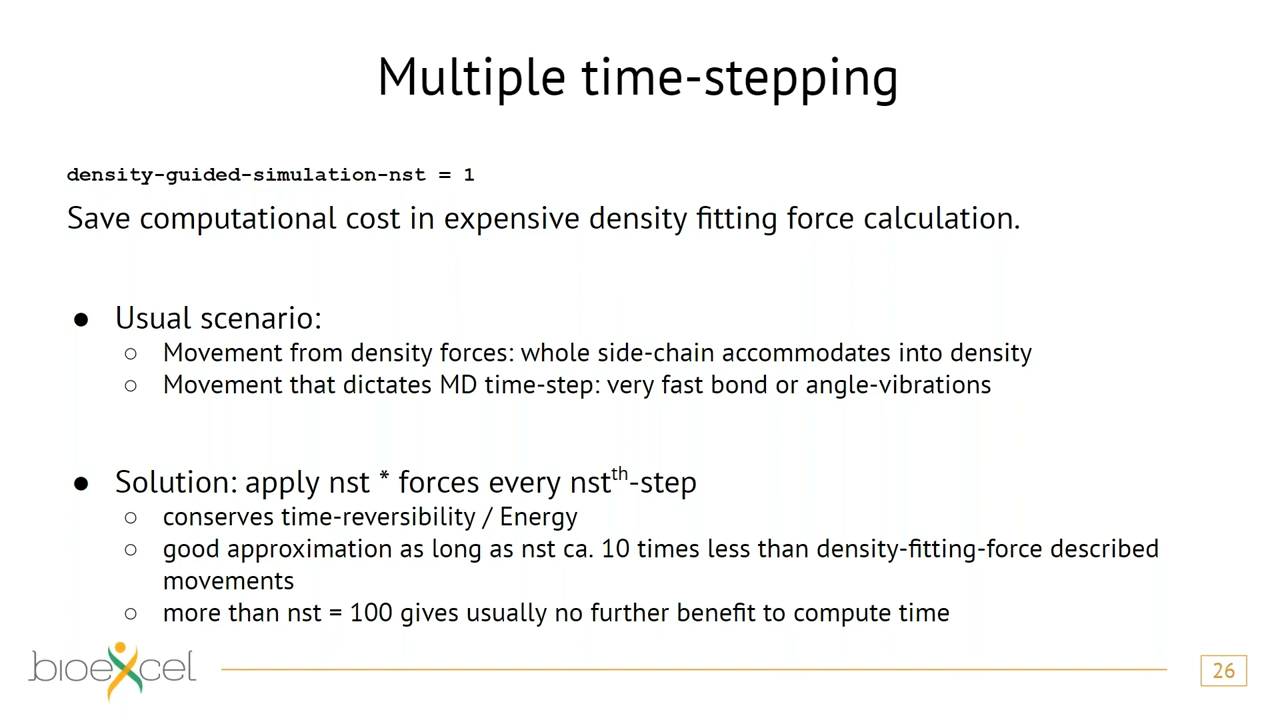 Multiple time-stepping
density-guided-simulation-nst = 1
Save computational cost in expensive density fitting force calculation.
● Usual scenario:
○ Movement from density forces: whole side-chain accommodates into density
○ Movement that dictates MD time-step: very fast bond or angle-vibrations
● Solution: apply nst * forces every nstth-step
○ conserves time-reversibility / Energy
○ good approximation as long as nst ca. 10 times less than density-fitting-force described
movements
○ more than nst = 100 gives usually no further benefit to compute time
bioexcel
26